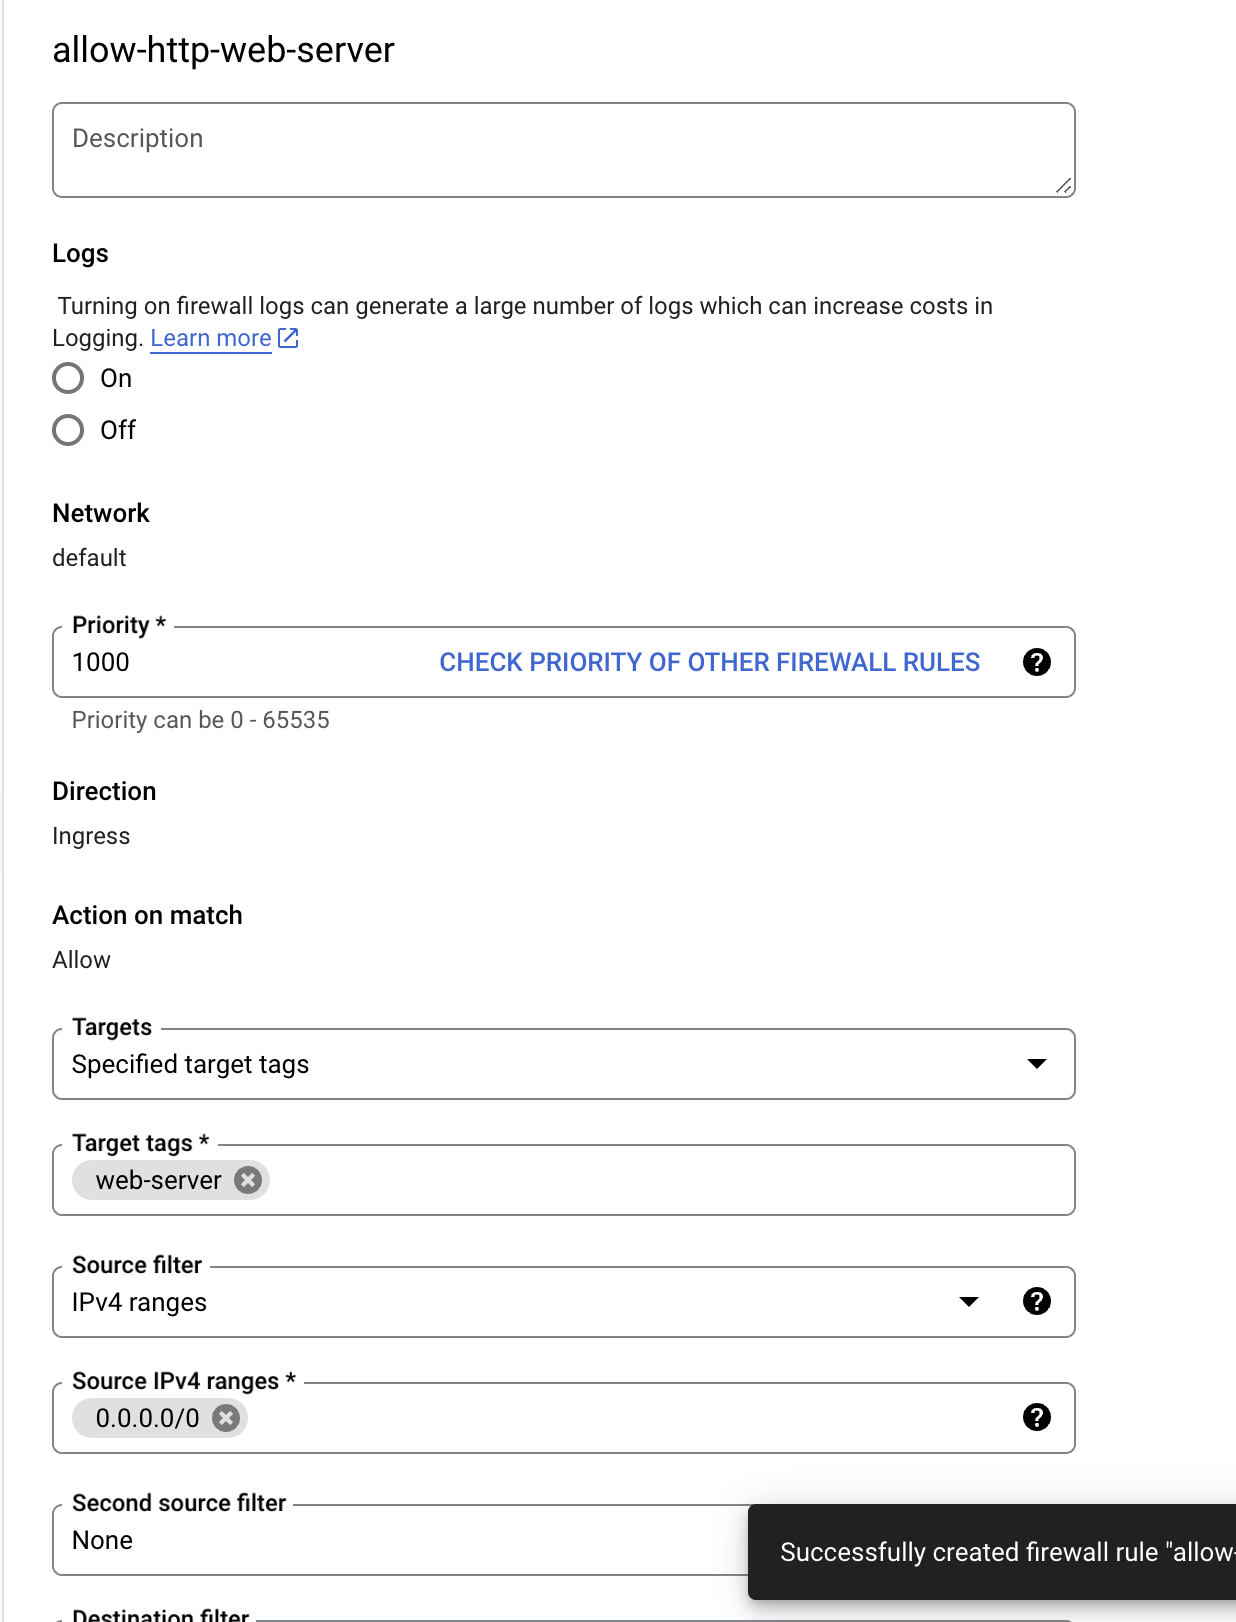 allow-http-web-server
Description
Logs
Turning on firewall logs can generate a large number of logs which can increase costs in
Logging. Learn more
On
Off
Network
default
Priority *
1000 CHECK PRIORITY OF OTHER FIREWALL RULES
Priority can be 0 - 65535
Direction
Ingress
Action on match
Allow
Targets
Specified target tags
Target tags *
web-server
Source filter
IPv4 ranges
Source IPv4 ranges *
0.0.0.0/0
Second source filter
None
Successfully created firewall rule "allow-
Destination filter